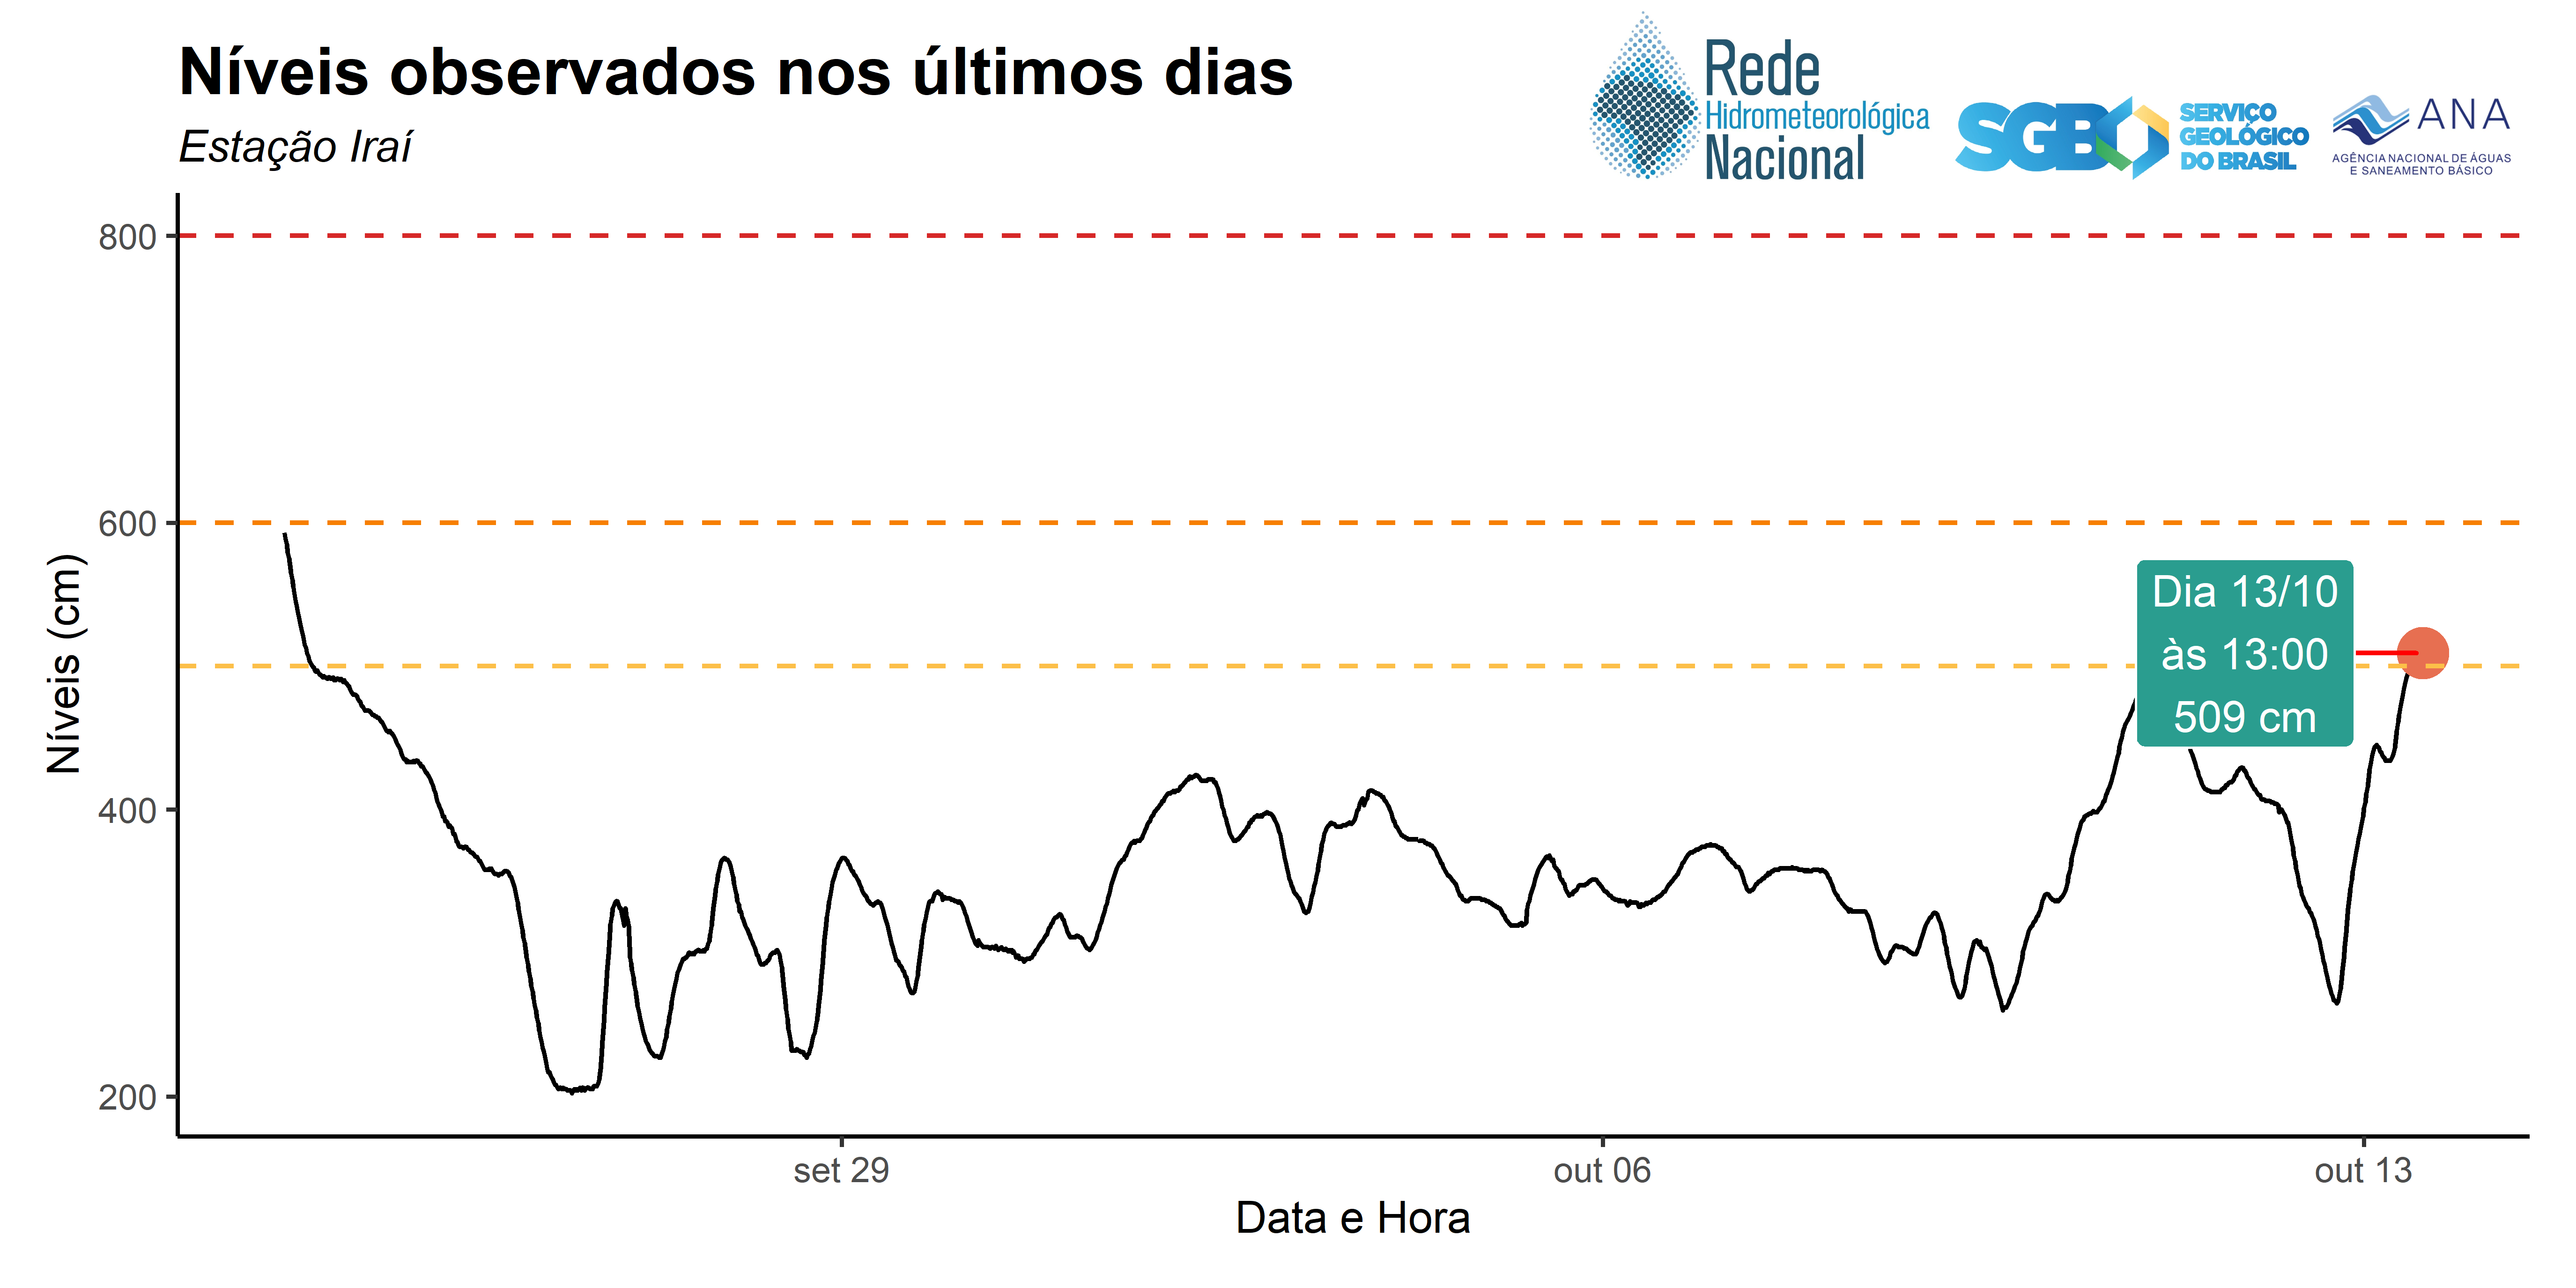 Níveis observados nos últimos dias
Estação Iraí
Rede
Hidrometeorológica
Nacional
SGB
SERVIÇO
GEOLÓGICO
DO BRASIL
ANA
AGÊNCIA NACIONAL DE ÁGUAS
E SANEAMENTO BÁSICO
800
600
400
200
Níveis (cm)
Dia 13/10
às 13:00
509 cm
set 29
out 06
out 13
Data e Hora